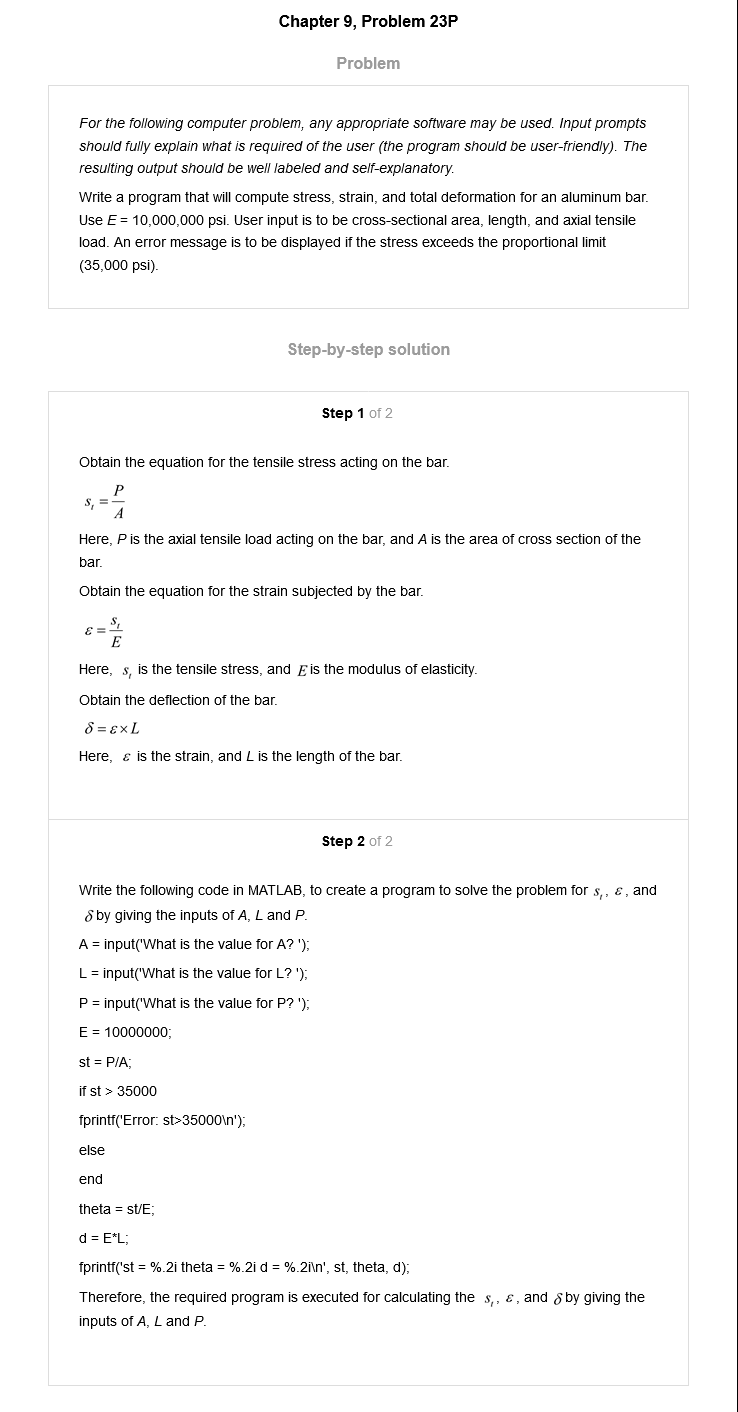 Chapter 9, Problem 23P
Problem
For the following computer problem, any appropriate software may be used. Input prompts
should fully explain what is required of the user (the program should be user-friendly). The
resulting output should be well labeled and self-explanatory.
Write a program that will compute stress, strain, and total deformation for an aluminum bar.
Use E = 10,000,000 psi. User input is to be cross-sectional area, length, and axial tensile
load. An error message is to be displayed if the stress exceeds the proportional limit
(35,000 psi).
Step-by-step solution
Step 1 of 2
Obtain the equation for the tensile stress acting on the bar.
s_t = P/A
Here, P is the axial tensile load acting on the bar, and A is the area of cross section of the
bar.
Obtain the equation for the strain subjected by the bar.
ε = s_t/E
Here, s_t is the tensile stress, and E is the modulus of elasticity.
Obtain the deflection of the bar.
δ = ε × L
Here, ε is the strain, and L is the length of the bar.
Step 2 of 2
Write the following code in MATLAB, to create a program to solve the problem for s_t, ε, and
δ by giving the inputs of A, L and P.
A = input('What is the value for A? ');
L = input('What is the value for L? ');
P = input('What is the value for P? ');
E = 10000000;
st = P/A;
if st > 35000
fprintf('Error: st>35000\n');
else
end
theta = st/E;
d = E*L;
fprintf('st = %.2i theta = %.2i d = %.2i\n', st, theta, d);
Therefore, the required program is executed for calculating the s_t, ε, and δ by giving the
inputs of A, L and P.